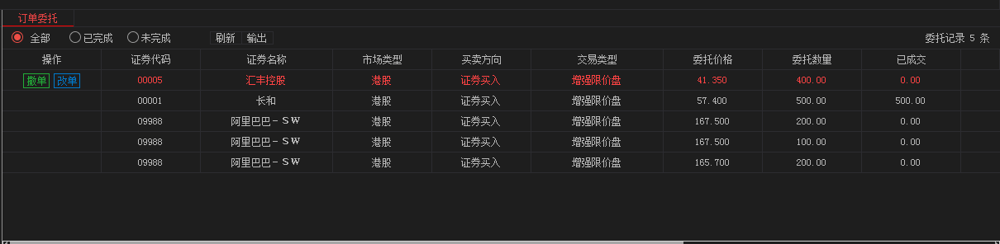 订单委托
全部 已完成 未完成 刷新 输出 委托记录 5 条
操作 证券代码 证券名称 市场类型 买卖方向 交易类型 委托价格 委托数量 已成交
撤单 改单 00005 汇丰控股 港股 证券买入 增强限价盘 41.350 400.00 0.00
00001 长和 港股 证券买入 增强限价盘 57.400 500.00 500.00
09988 阿里巴巴－ＳＷ 港股 证券买入 增强限价盘 167.500 200.00 0.00
09988 阿里巴巴－ＳＷ 港股 证券买入 增强限价盘 167.500 100.00 0.00
09988 阿里巴巴－ＳＷ 港股 证券买入 增强限价盘 165.700 200.00 0.00